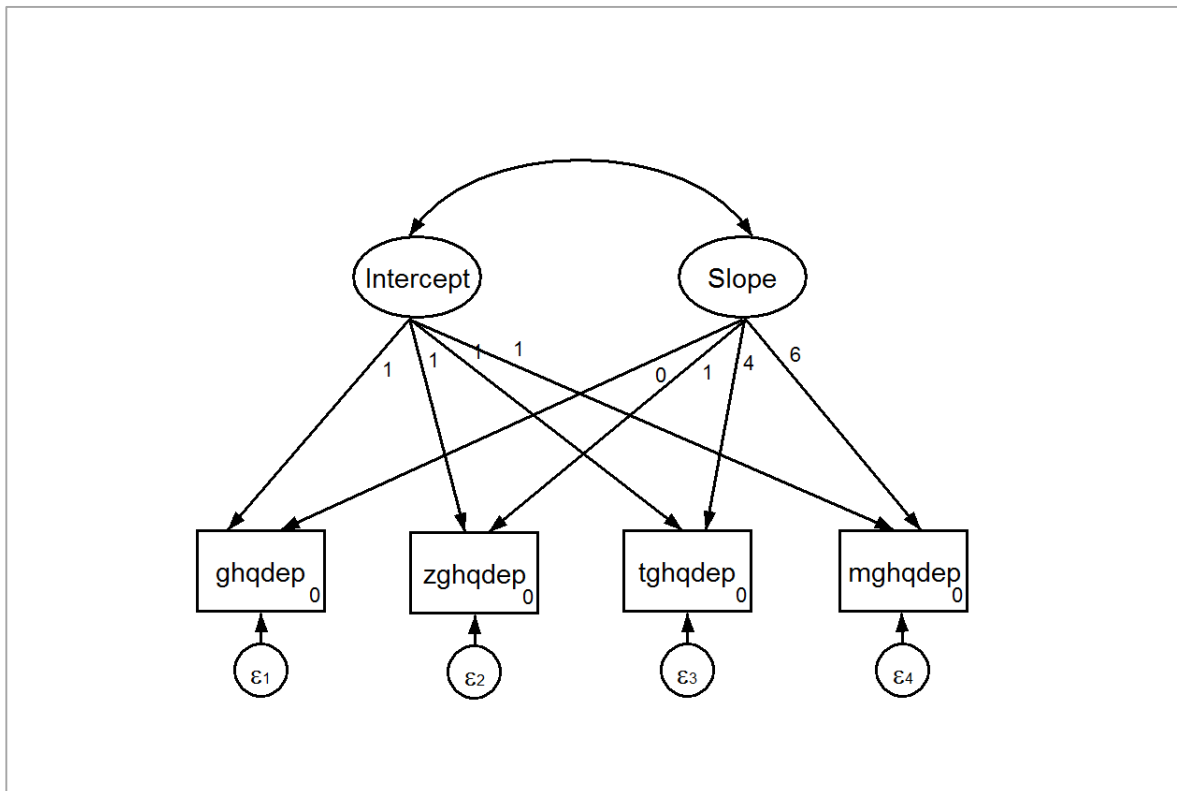 Intercept Slope
1 1 1 1 0 1 4 6
ghqdep 0 zghqdep 0 tghqdep 0 mghqdep 0
ε1 ε2 ε3 ε4